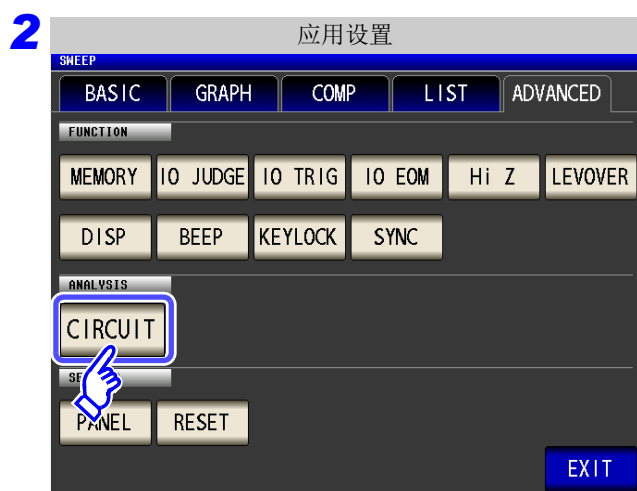 2
应用设置
SWEEP
BASIC GRAPH COMP LIST ADVANCED
FUNCTION
MEMORY IO JUDGE IO TRIG IO EOM Hi Z LEVOVER
DISP BEEP KEYLOCK SYNC
ANALYSIS
CIRCUIT
PANEL RESET
EXIT